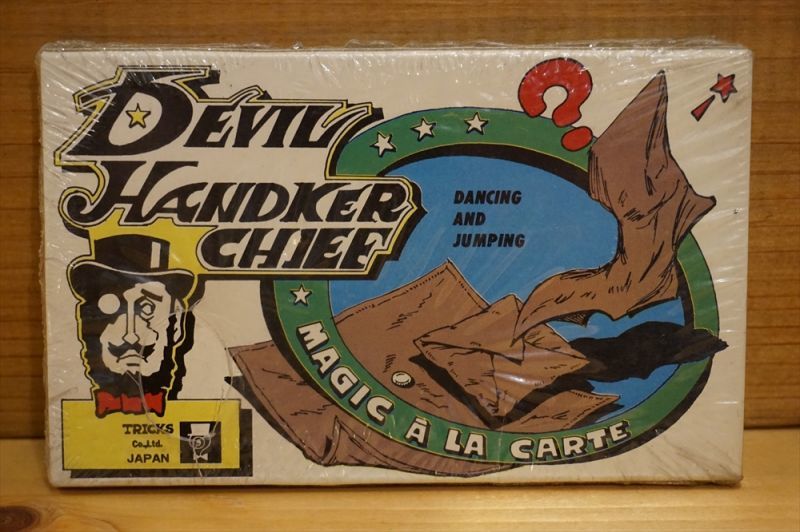 DEVIL
HANDKER
CHIEF
?
DANCING
AND
JUMPING
MAGIC À LA CARTE
TRICKS
Co.,Ltd.
JAPAN